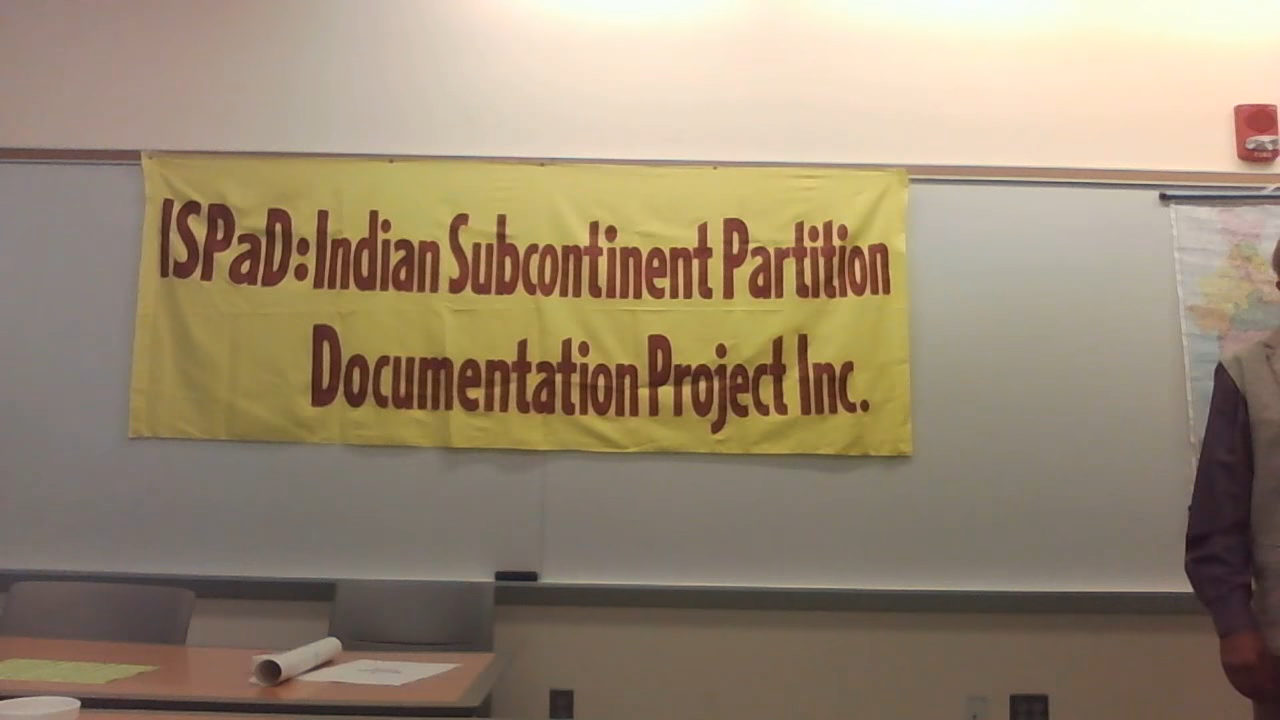 ISPaD: Indian Subcontinent Partition
Documentation Project Inc.